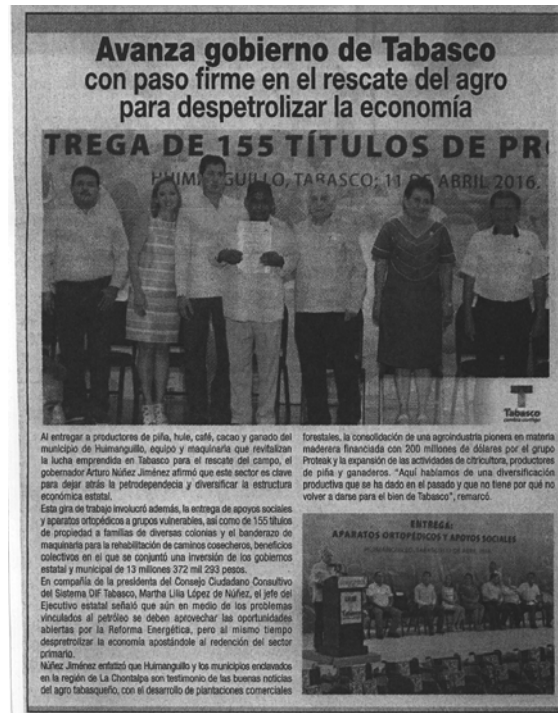 Avanza gobierno de Tabasco
con paso firme en el rescate del agro
para despetrolizar la economía
TREGA DE 155 TÍTULOS DE PR
HUIMANGUILLO, TABASCO; 11 DE ABRIL 2016.
Tabasco
cambia contigo
Al entregar a productores de piña, hule, café, cacao y ganado del
municipio de Huimanguillo, equipo y maquinaria que revitalizan
la lucha emprendida en Tabasco para el rescate del campo, el
gobernador Arturo Núñez Jiménez afirmó que este sector es clave
para dejar atrás la petrodependecia y diversificar la estructura
económica estatal.
Esta gira de trabajo involucró además, la entrega de apoyos sociales
y aparatos ortopédicos a grupos vulnerables, así como de 155 títulos
de propiedad a familias de diversas colonias y el banderazo de
maquinaria para la rehabilitación de caminos cosecheros, beneficios
colectivos en el que se conjuntó una inversión de los gobiernos
estatal y municipal de 13 millones 372 mil 293 pesos.
En compañía de la presidenta del Consejo Ciudadano Consultivo
del Sistema DIF Tabasco, Martha Lilia López de Núñez, el jefe del
Ejecutivo estatal señaló que aún en medio de los problemas
vinculados al petróleo se deben aprovechar las oportunidades
abiertas por la Reforma Energética, pero al mismo tiempo
despretrolizar la economía apostándole al redención del sector
primario.
Núñez Jiménez enfatizó que Huimanguillo y los municipios enclavados
en la región de La Chontalpa son testimonio de las buenas noticias
del agro tabasqueño, con el desarrollo de plantaciones comerciales
forestales, la consolidación de una agroindustria pionera en materia
maderera financiada con 200 millones de dólares por el grupo
Proteak y la expansión de las actividades de citricultura, productores
de piña y ganaderos. "Aquí hablamos de una diversificación
productiva que se ha dado en el pasado y que no tiene por qué no
volver a darse para el bien de Tabasco", remarcó.
ENTREGA:
APARATOS ORTOPÉDICOS Y APOYOS SOCIALES